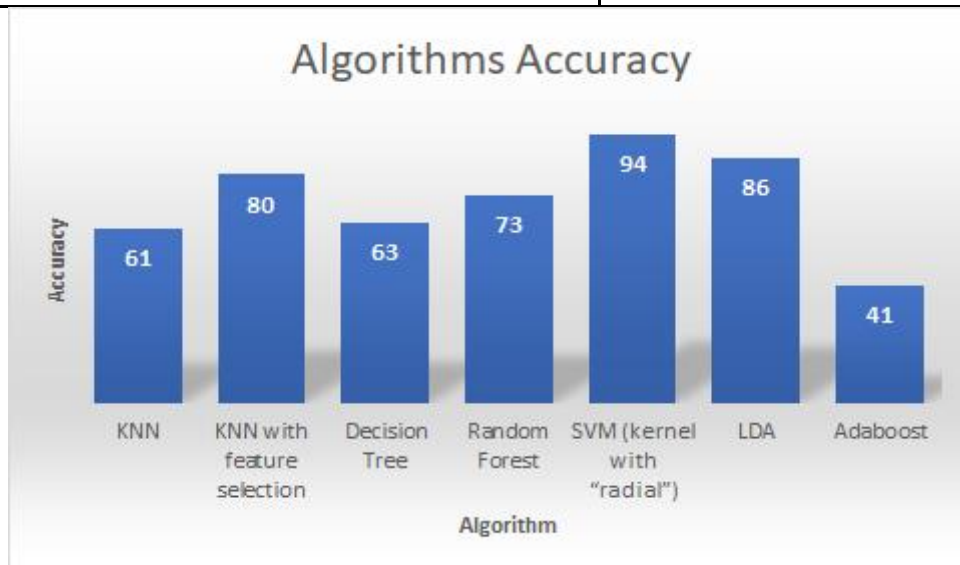 Algorithms Accuracy
Accuracy
61
80
63
73
94
86
41
KNN
KNN with
feature
selection
Decision
Tree
Random
Forest
SVM (kernel
with
“radial”)
LDA
Adaboost
Algorithm